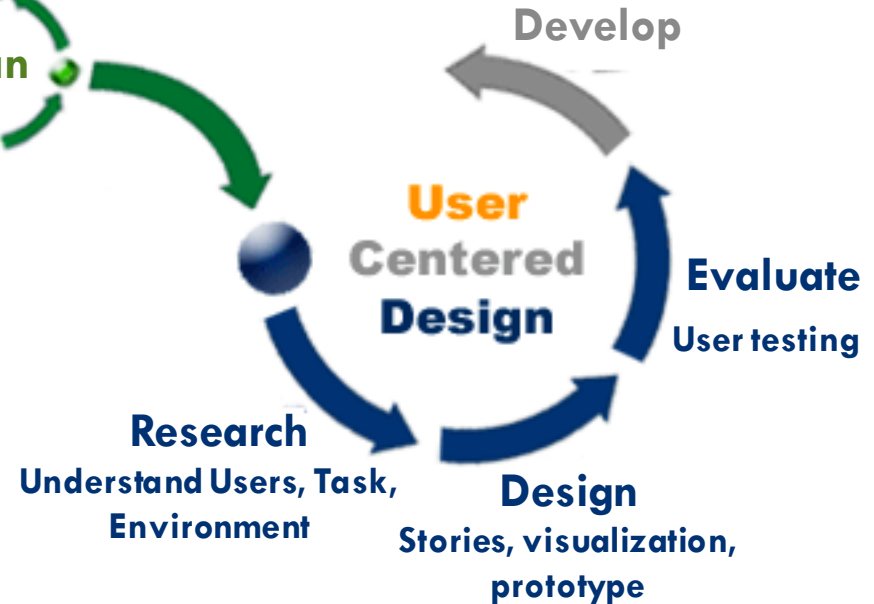 Develop
User
Centered
Design
Evaluate
User testing
Research
Understand Users, Task,
Environment
Design
Stories, visualization,
prototype